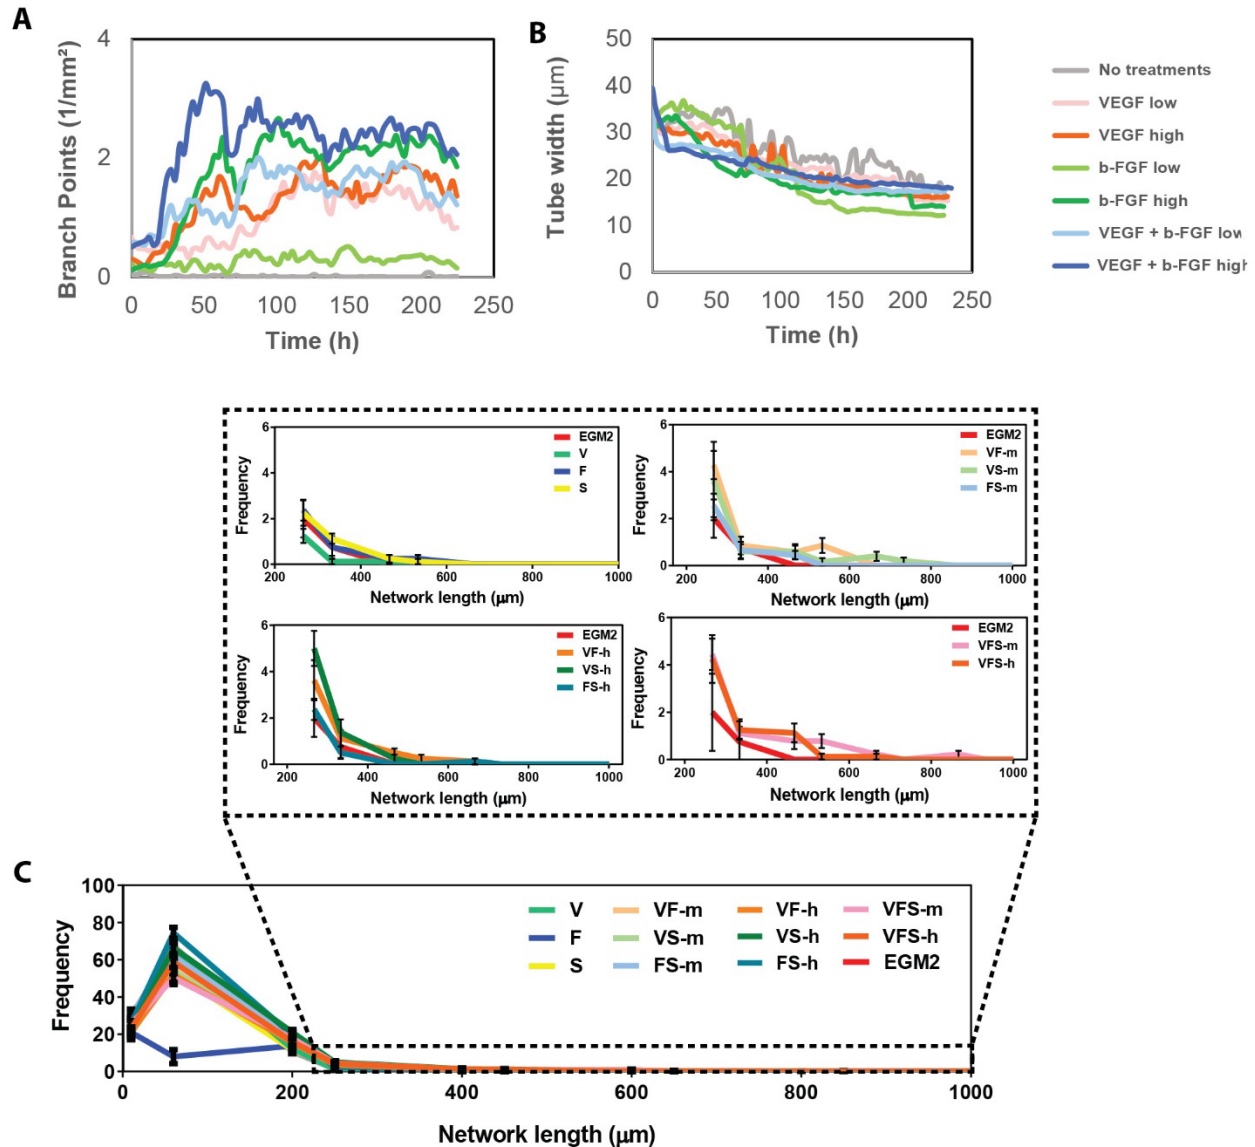 A
Branch Points (1/mm²)
4
2
0
0 50 100 150 200 250
Time (h)
B
Tube width (μm)
50
40
30
20
10
0
0 50 100 150 200 250
Time (h)
No treatments
VEGF low
VEGF high
b-FGF low
b-FGF high
VEGF + b-FGF low
VEGF + b-FGF high
Frequency
6
4
2
0
200 400 600 800 1000
Network length (μm)
EGM2
V
F
S
Frequency
6
4
2
0
200 400 600 800 1000
Network length (μm)
EGM2
VF-m
VS-m
FS-m
Frequency
6
4
2
0
200 400 600 800 1000
Network length (μm)
EGM2
VF-h
VS-h
FS-h
Frequency
6
4
2
0
200 400 600 800 1000
Network length (μm)
EGM2
VFS-m
VFS-h
C
Frequency
100
80
60
40
20
0
0 200 400 600 800 1000
Network length (μm)
V VF-m VF-h VFS-m
F VS-m VS-h VFS-h
S FS-m FS-h EGM2